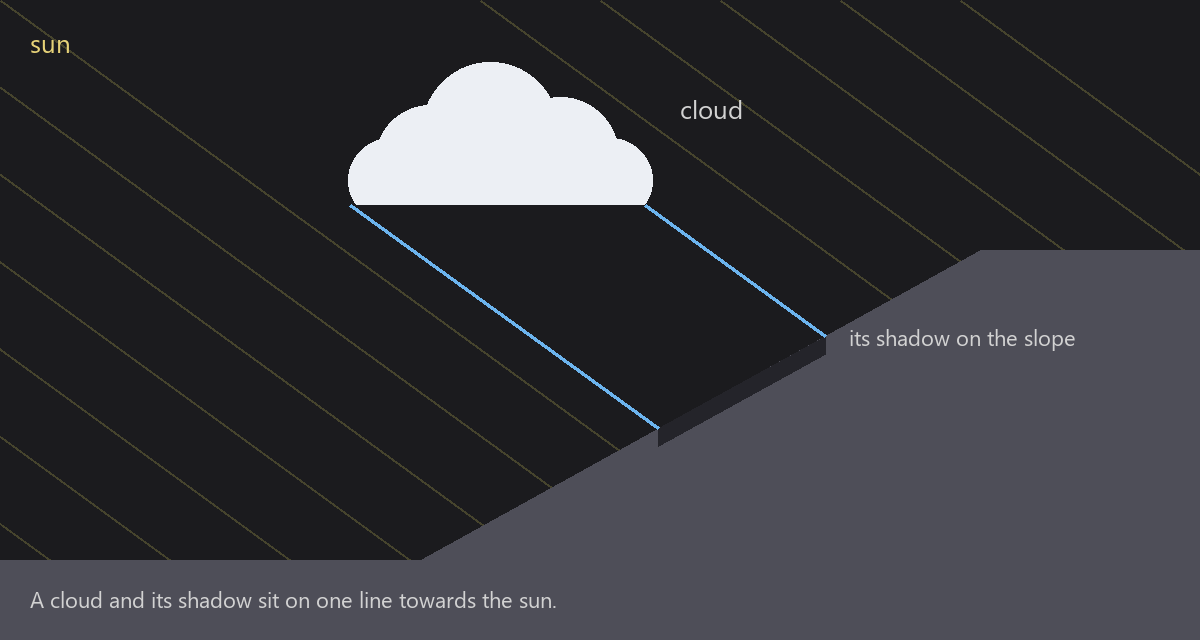 sun
cloud
its shadow on the slope
A cloud and its shadow sit on one line towards the sun.